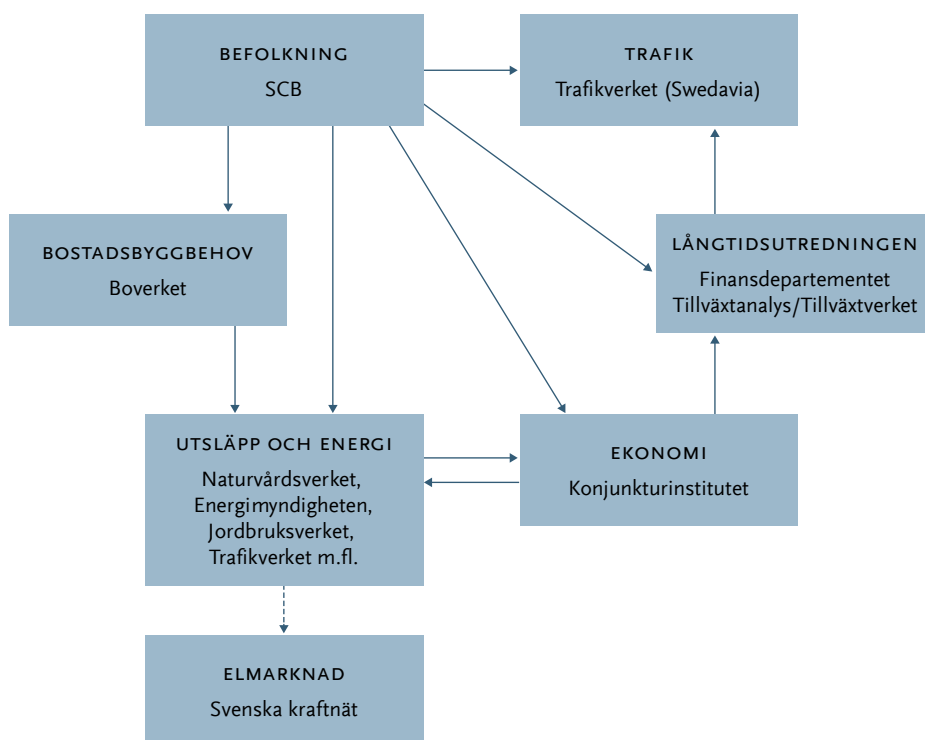 BEFOLKNING
SCB
TRAFIK
Trafikverket (Swedavia)
BOSTADSBYGGBEHOV
Boverket
LÅNGTIDSUTREDNINGEN
Finansdepartementet
Tillväxtanalys/Tillväxtverket
UTSLÄPP OCH ENERGI
Naturvårdsverket,
Energimyndigheten,
Jordbruksverket,
Trafikverket m.fl.
EKONOMI
Konjunkturinstitutet
ELMARKNAD
Svenska kraftnät